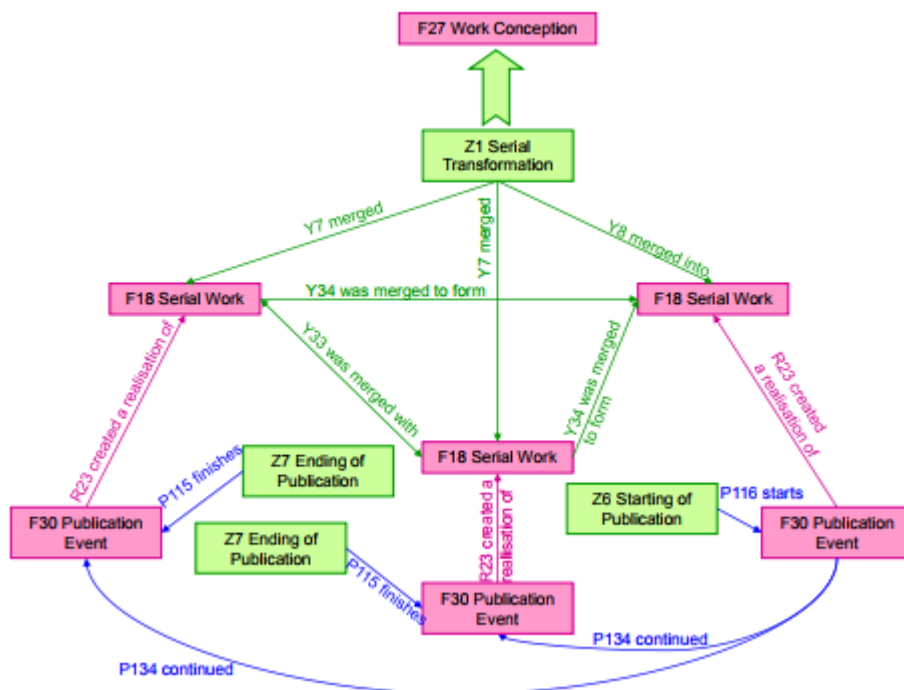 F27 Work Conception
Z1 Serial
Transformation
Y7 merged
Y7 merged
Y8 merged into
F18 Serial Work
Y34 was merged to form
F18 Serial Work
R23 created a realisation of
Y33 was merged with
Y34 was merged
to form
R23 created
a realisation of
F18 Serial Work
P115 finishes
Z7 Ending of
Publication
Z6 Starting of
Publication
P116 starts
F30 Publication
Event
Z7 Ending of
Publication
R23 created a
reallisation of
F30 Publication
Event
P115 finishes
F30 Publication
Event
P134 continued
P134 continued